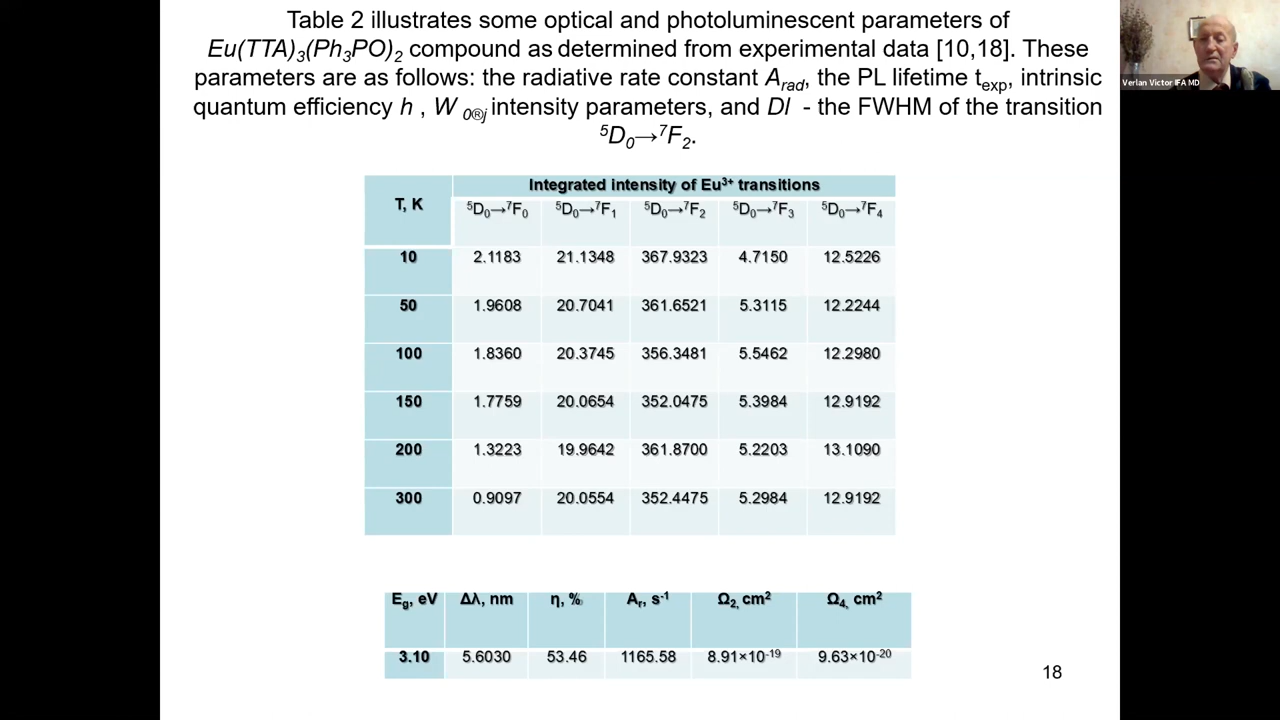 Table 2 illustrates some optical and photoluminescent parameters of
Eu(TTA)₃(Ph₃PO)₂ compound as determined from experimental data [10,18]. These
parameters are as follows: the radiative rate constant A_rad, the PL lifetime t_exp, intrinsic
quantum efficiency h , W ₀®j intensity parameters, and Dl - the FWHM of the transition
⁵D₀→⁷F₂.
Verlan Victor IFA MD
Integrated intensity of Eu³⁺ transitions
T, K ⁵D₀→⁷F₀ ⁵D₀→⁷F₁ ⁵D₀→⁷F₂ ⁵D₀→⁷F₃ ⁵D₀→⁷F₄
10 2.1183 21.1348 367.9323 4.7150 12.5226
50 1.9608 20.7041 361.6521 5.3115 12.2244
100 1.8360 20.3745 356.3481 5.5462 12.2980
150 1.7759 20.0654 352.0475 5.3984 12.9192
200 1.3223 19.9642 361.8700 5.2203 13.1090
300 0.9097 20.0554 352.4475 5.2984 12.9192
E_g, eV Δλ, nm η, % A_r, s⁻¹ Ω₂, cm² Ω₄, cm²
3.10 5.6030 53.46 1165.58 8.91×10⁻¹⁹ 9.63×10⁻²⁰
18